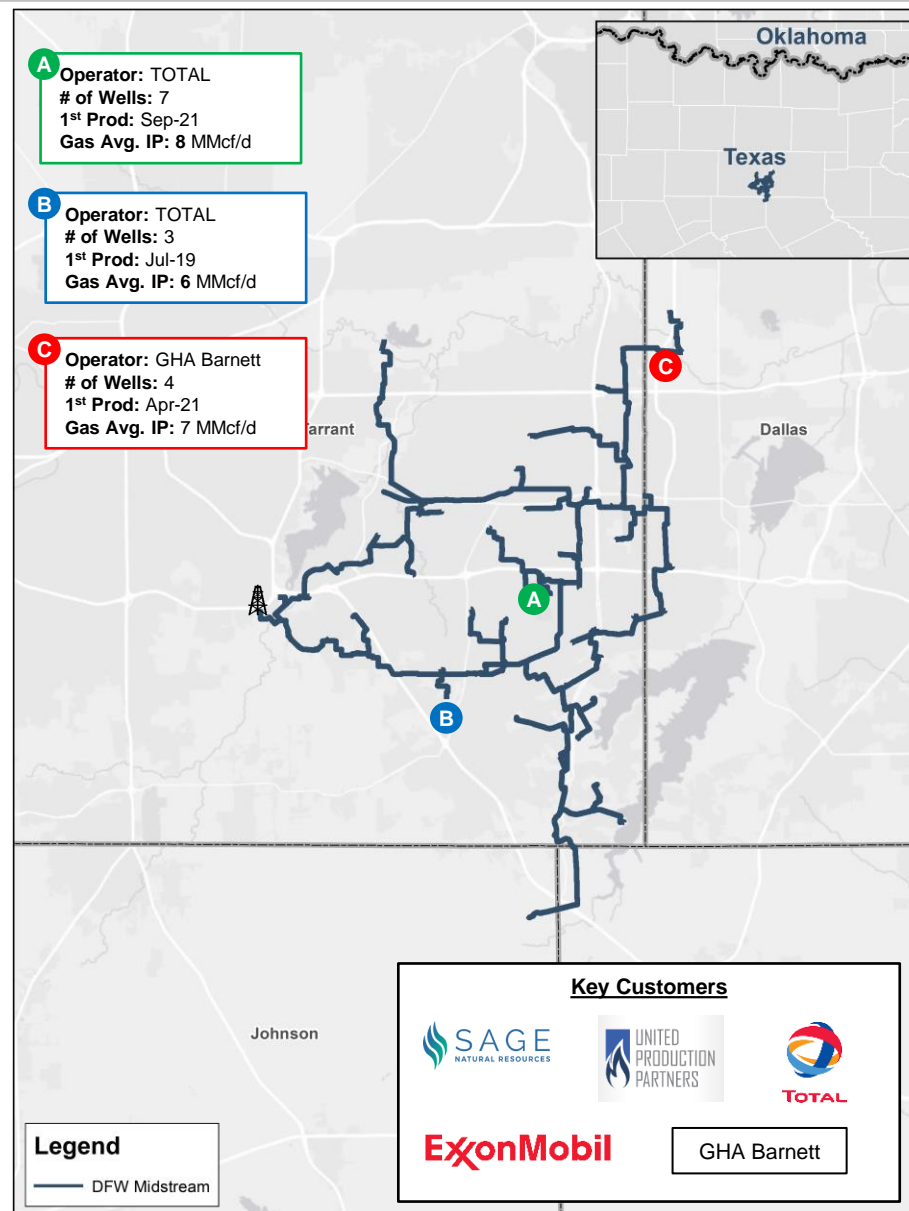 Oklahoma
Texas
A
Operator: TOTAL
# of Wells: 7
1st Prod: Sep-21
Gas Avg. IP: 8 MMcf/d
B
Operator: TOTAL
# of Wells: 3
1st Prod: Jul-19
Gas Avg. IP: 6 MMcf/d
C
Operator: GHA Barnett
# of Wells: 4
1st Prod: Apr-21
Gas Avg. IP: 7 MMcf/d
C
arrant
Dallas
A
B
Johnson
Key Customers
SAGE
NATURAL RESOURCES
UNITED
PRODUCTION
PARTNERS
TOTAL
ExxonMobil
GHA Barnett
Legend
DFW Midstream